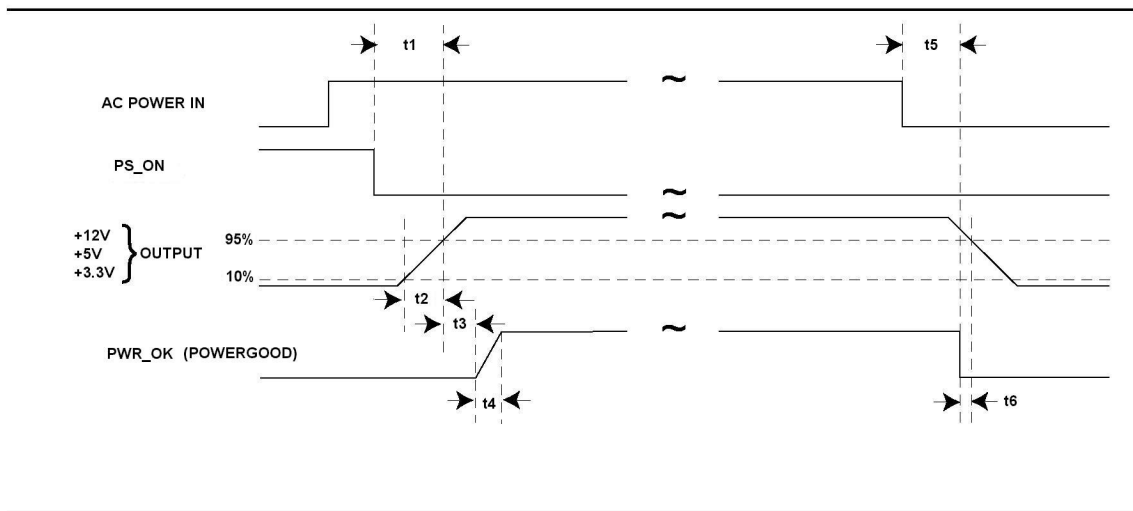 t1
t5
AC POWER IN
PS_ON
+12V
+5V
+3.3V
OUTPUT
95%
10%
t2
t3
PWR_OK (POWERGOOD)
t4
t6